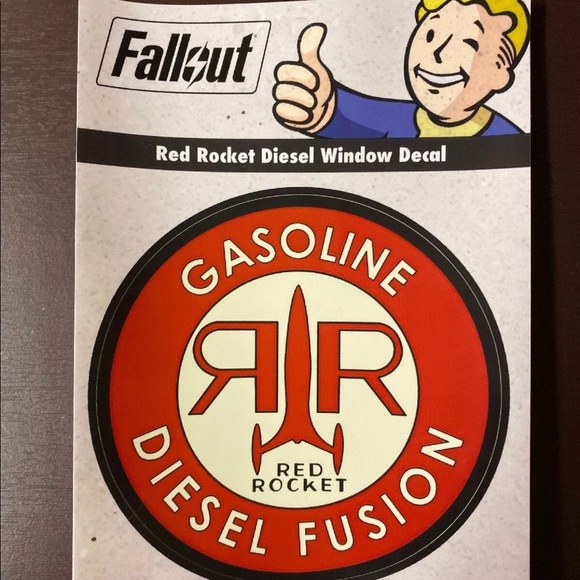 Fallout
Red Rocket Diesel Window Decal
GASOLINE
RR
RED
ROCKET
DIESEL FUSION